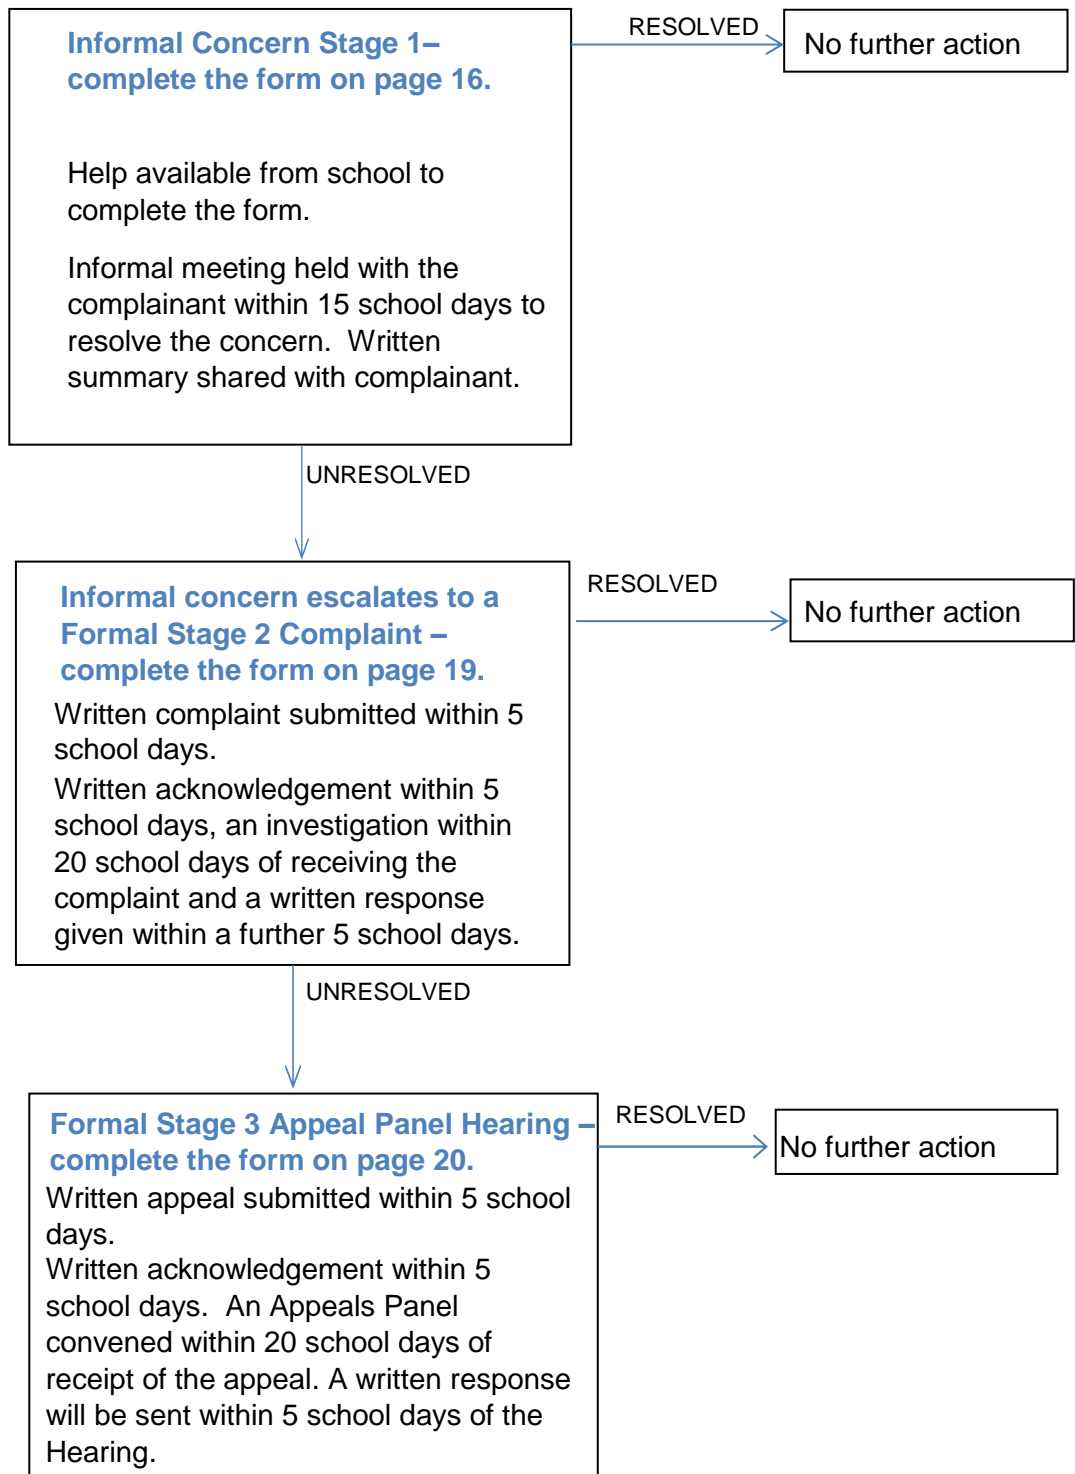 Informal Concern Stage 1–
complete the form on page 16.
RESOLVED
No further action
Help available from school to
complete the form.
Informal meeting held with the
complainant within 15 school days to
resolve the concern.  Written
summary shared with complainant.
UNRESOLVED
Informal concern escalates to a
Formal Stage 2 Complaint –
complete the form on page 19.
RESOLVED
No further action
Written complaint submitted within 5
school days.
Written acknowledgement within 5
school days, an investigation within
20 school days of receiving the
complaint and a written response
given within a further 5 school days.
UNRESOLVED
Formal Stage 3 Appeal Panel Hearing –
complete the form on page 20.
RESOLVED
No further action
Written appeal submitted within 5 school
days.
Written acknowledgement within 5
school days.  An Appeals Panel
convened within 20 school days of
receipt of the appeal. A written response
will be sent within 5 school days of the
Hearing.